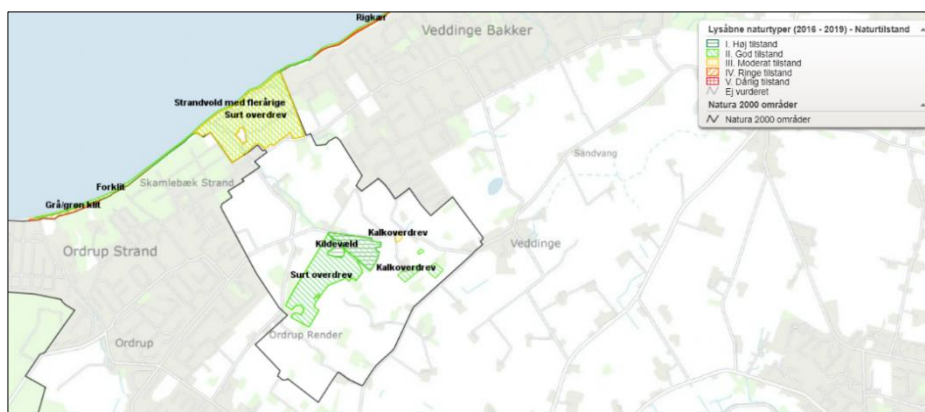 Rigkær
Veddinge Bakker
Lysåbne naturtyper (2016 - 2019) - Naturtilstand
I. Høj tilstand
II. God tilstand
III. Moderat tilstand
IV. Ringe tilstand
V. Dårlig tilstand
Ej vurderet
Natura 2000 områder
Natura 2000 områder
Strandvold med flerårige
Surt overdrev
Sandvang
Skamlebæk Strand
Forklit
Grå/grøn klit
Kalkoverdrev
Kildevæld
Veddinge
Ordrup Strand
Kalkoverdrev
Surt overdrev
Ordrup Render
Ordrup